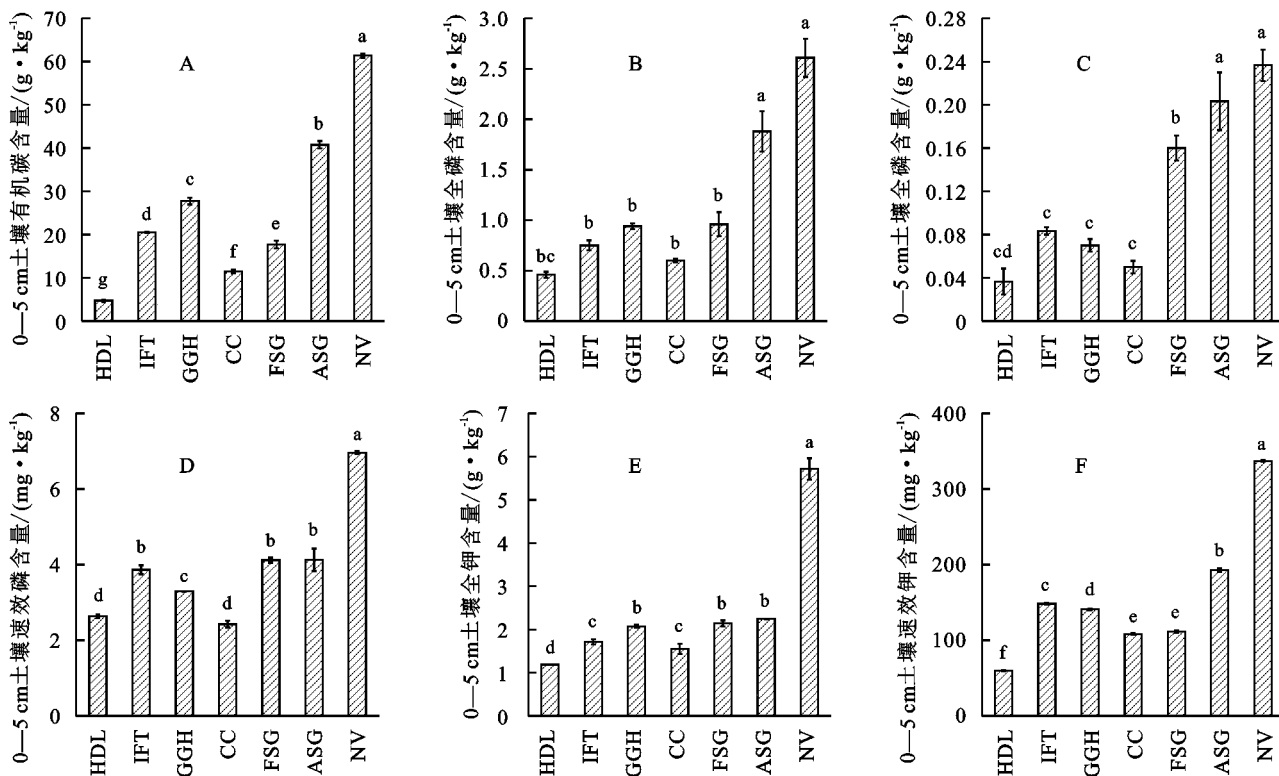 0—5 cm土壤有机碳含量/(g·kg⁻¹)
70
60
50
40
30
20
10
0
A
g
d
c
f
e
b
a
HDL
IFT
GGH
CC
FSG
ASG
NV
0—5 cm土壤全磷含量/(g·kg⁻¹)
3.0
2.5
2.0
1.5
1.0
0.5
0
B
bc
b
b
b
b
a
a
HDL
IFT
GGH
CC
FSG
ASG
NV
0—5 cm土壤全磷含量/(g·kg⁻¹)
0.28
0.24
0.20
0.16
0.12
0.08
0.04
0
C
cd
c
c
c
b
a
a
HDL
IFT
GGH
CC
FSG
ASG
NV
0—5 cm土壤速效磷含量/(mg·kg⁻¹)
8
6
4
2
0
D
d
b
c
d
b
b
a
HDL
IFT
GGH
CC
FSG
ASG
NV
0—5 cm土壤全钾含量/(g·kg⁻¹)
7
6
5
4
3
2
1
0
E
d
c
b
c
b
b
a
HDL
IFT
GGH
CC
FSG
ASG
NV
0—5 cm土壤速效钾含量/(mg·kg⁻¹)
400
300
200
100
0
F
f
c
d
e
e
b
a
HDL
IFT
GGH
CC
FSG
ASG
NV